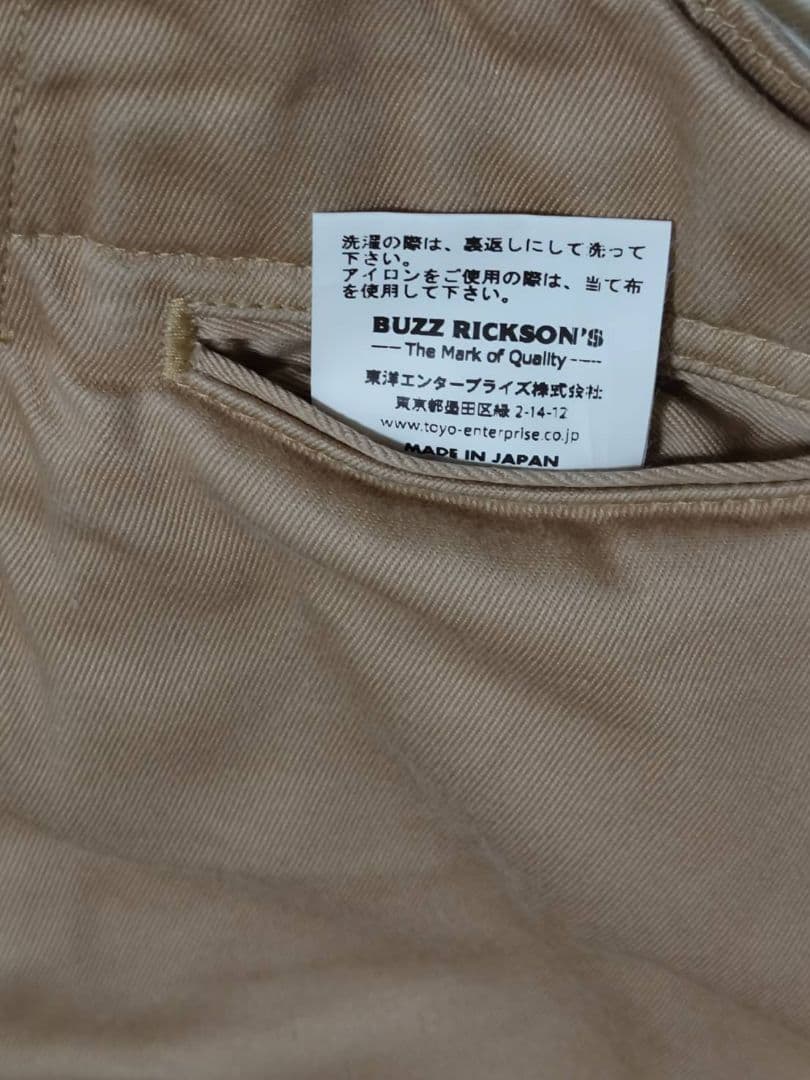 洗濯の際は、裏返しにして洗って
下さい。
アイロンをご使用の際は、当て布
を使用して下さい。
BUZZ RICKSON'S
The Mark of Quality
東洋エンタープライズ株式会社
東京都墨田区緑 2-14-12
www.toyo-enterprise.co.jp
MADE IN JAPAN